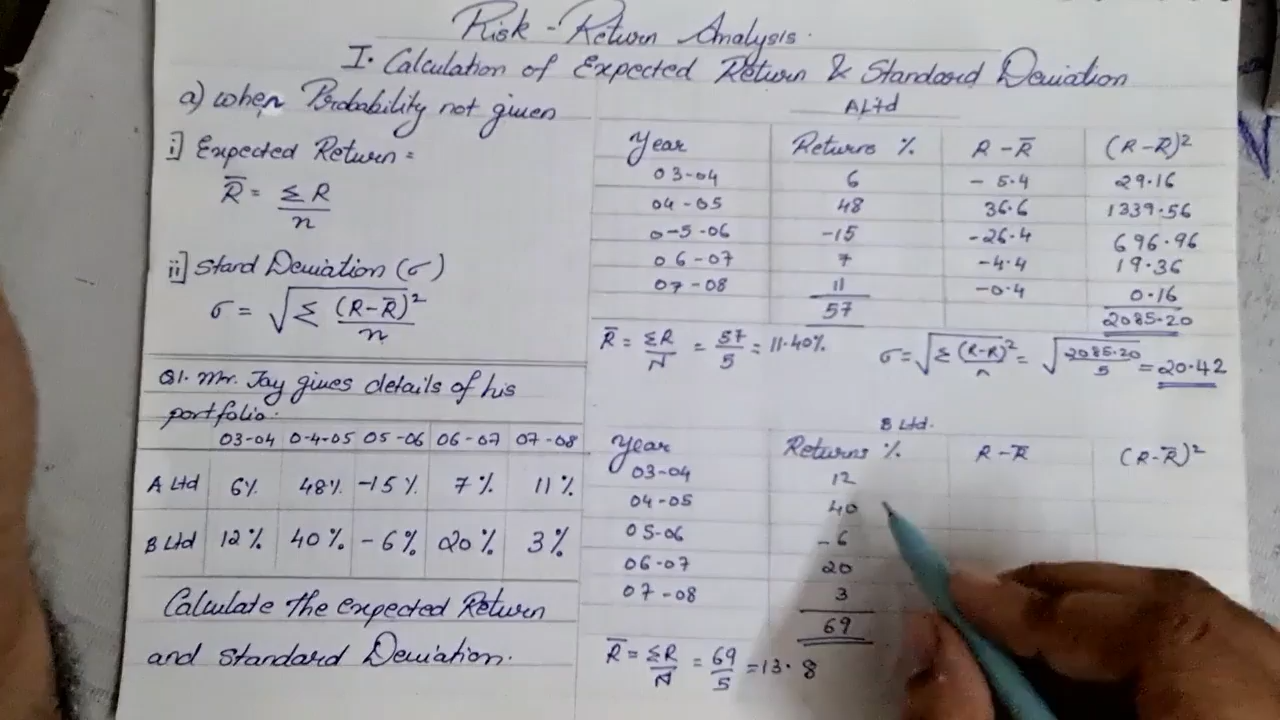 Risk - Return Analysis.
I. Calculation of Expected Return & Standard Deviation
a) when Probability not given
i] Expected Return =
R̅ = ΣR / n
ii] Stard Deviation (σ)
σ = √Σ (R-R̅)² / n
Q1. Mr. Jay gives details of his
portfolio.
03-04 0-4-05 05-06 06-07 07-08
A Ltd 6% 48% -15% 7% 11%
B Ltd 12% 40% -6% 20% 3%
Calculate the expected Return
and standard Deviation.
A Ltd
Year Returns % R-R̅ (R-R̅)²
03-04 6 -5.4 29.16
04-05 48 36.6 1339.56
0-5-06 -15 -26.4 696.96
06-07 7 -4.4 19.36
07-08 11 -0.4 0.16
57 2085.20
R̅ = ΣR / N = 57 / 5 = 11.40% σ = √Σ (R-R̅)² / n = √2085.20 / 5 = 20.42
B Ltd.
Year Returns % R-R̅ (R-R̅)²
03-04 12
04-05 40
05-06 -6
06-07 20
07-08 3
69
R̅ = ΣR / N = 69 / 5 = 13.8